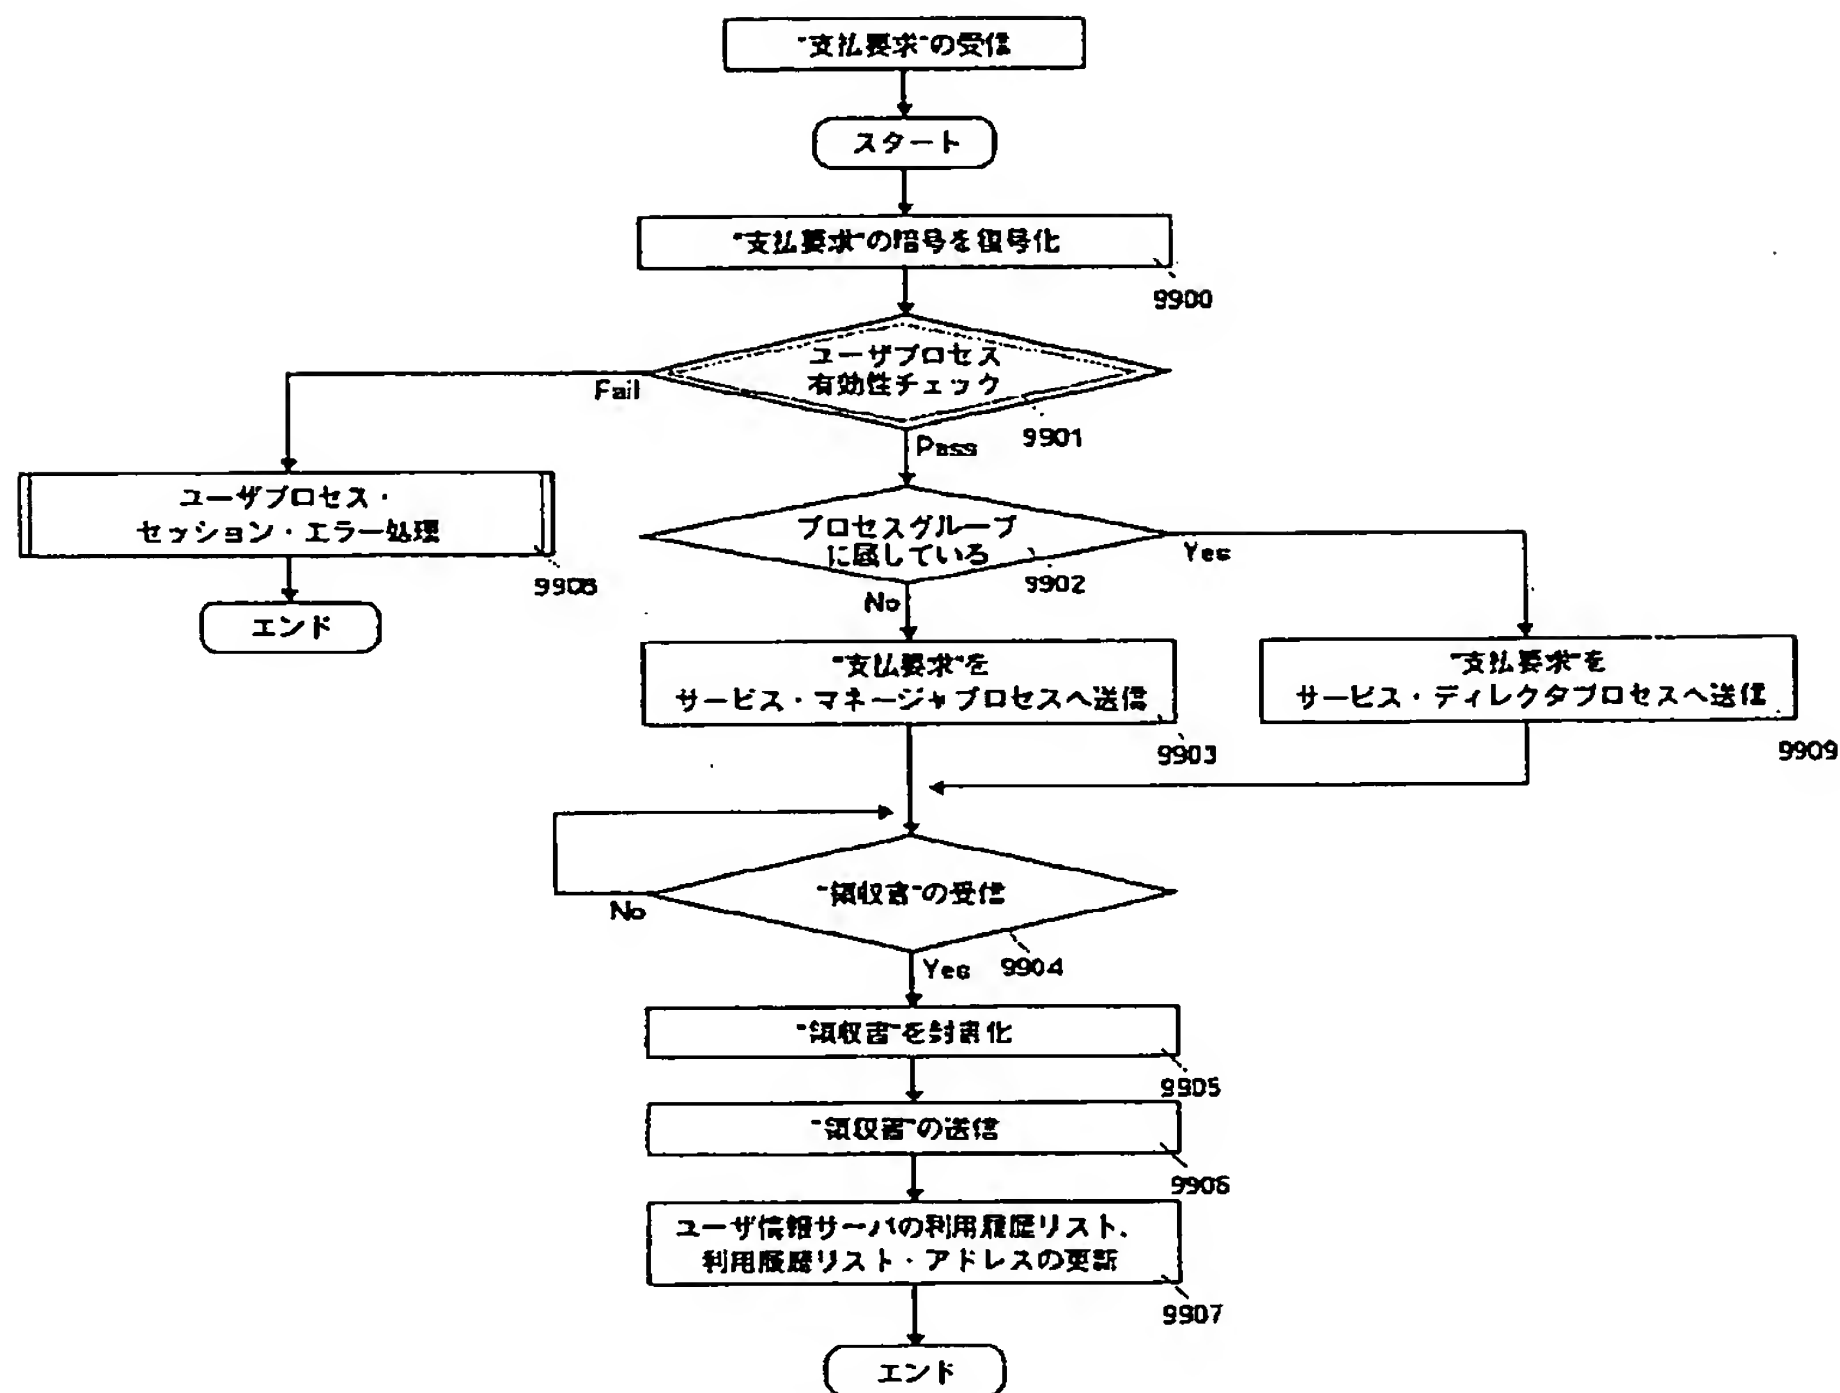 "支払要求"の受信
スタート
"支払要求"の暗号を復号化
9900
ユーザプロセス
有効性チェック
9901
Fail
Pass
ユーザプロセス・
セッション・エラー処理
9908
エンド
プロセスグループ
に属している
9902
Yes
No
"支払要求"を
サービス・マネージャプロセスへ送信
9903
"支払要求"を
サービス・ディレクタプロセスへ送信
9909
"領収書"の受信
No
Yes
9904
"領収書"を封書化
9905
"領収書"の送信
9906
ユーザ情報サーバの利用履歴リスト、
利用履歴リスト・アドレスの更新
9907
エンド